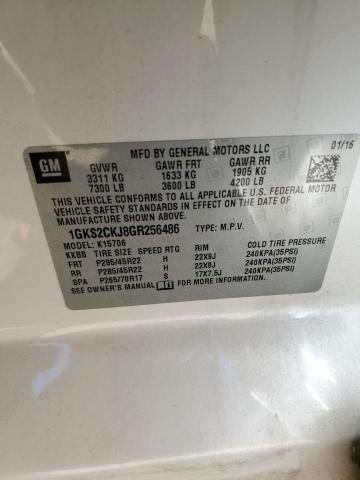 GM
MFD BY GENERAL MOTORS LLC 01/16
GVWR GAWR FRT GAWR RR
3311 KG 1633 KG 1905 KG
7300 LB 3600 LB 4200 LB
THIS VEHICLE CONFORMS TO ALL APPLICABLE U.S. FEDERAL MOTOR
VEHICLE SAFETY STANDARDS IN EFFECT ON THE DATE OF
MANUFACTURE SHOWN ABOVE.
1GKS2CKJ8GR256486 TYPE: M.P.V.
MODEL: K15706
KKBB TIRE SIZE SPEED RTG RIM COLD TIRE PRESSURE
FRT P285/45R22 H 22X9J 240KPA(35PSI)
RR P285/45R22 H 22X9J 240KPA(35PSI)
SPA P265/70R17 S 17X7.5J 240KPA(35PSI)
SEE OWNER'S MANUAL FOR MORE INFORMATION.